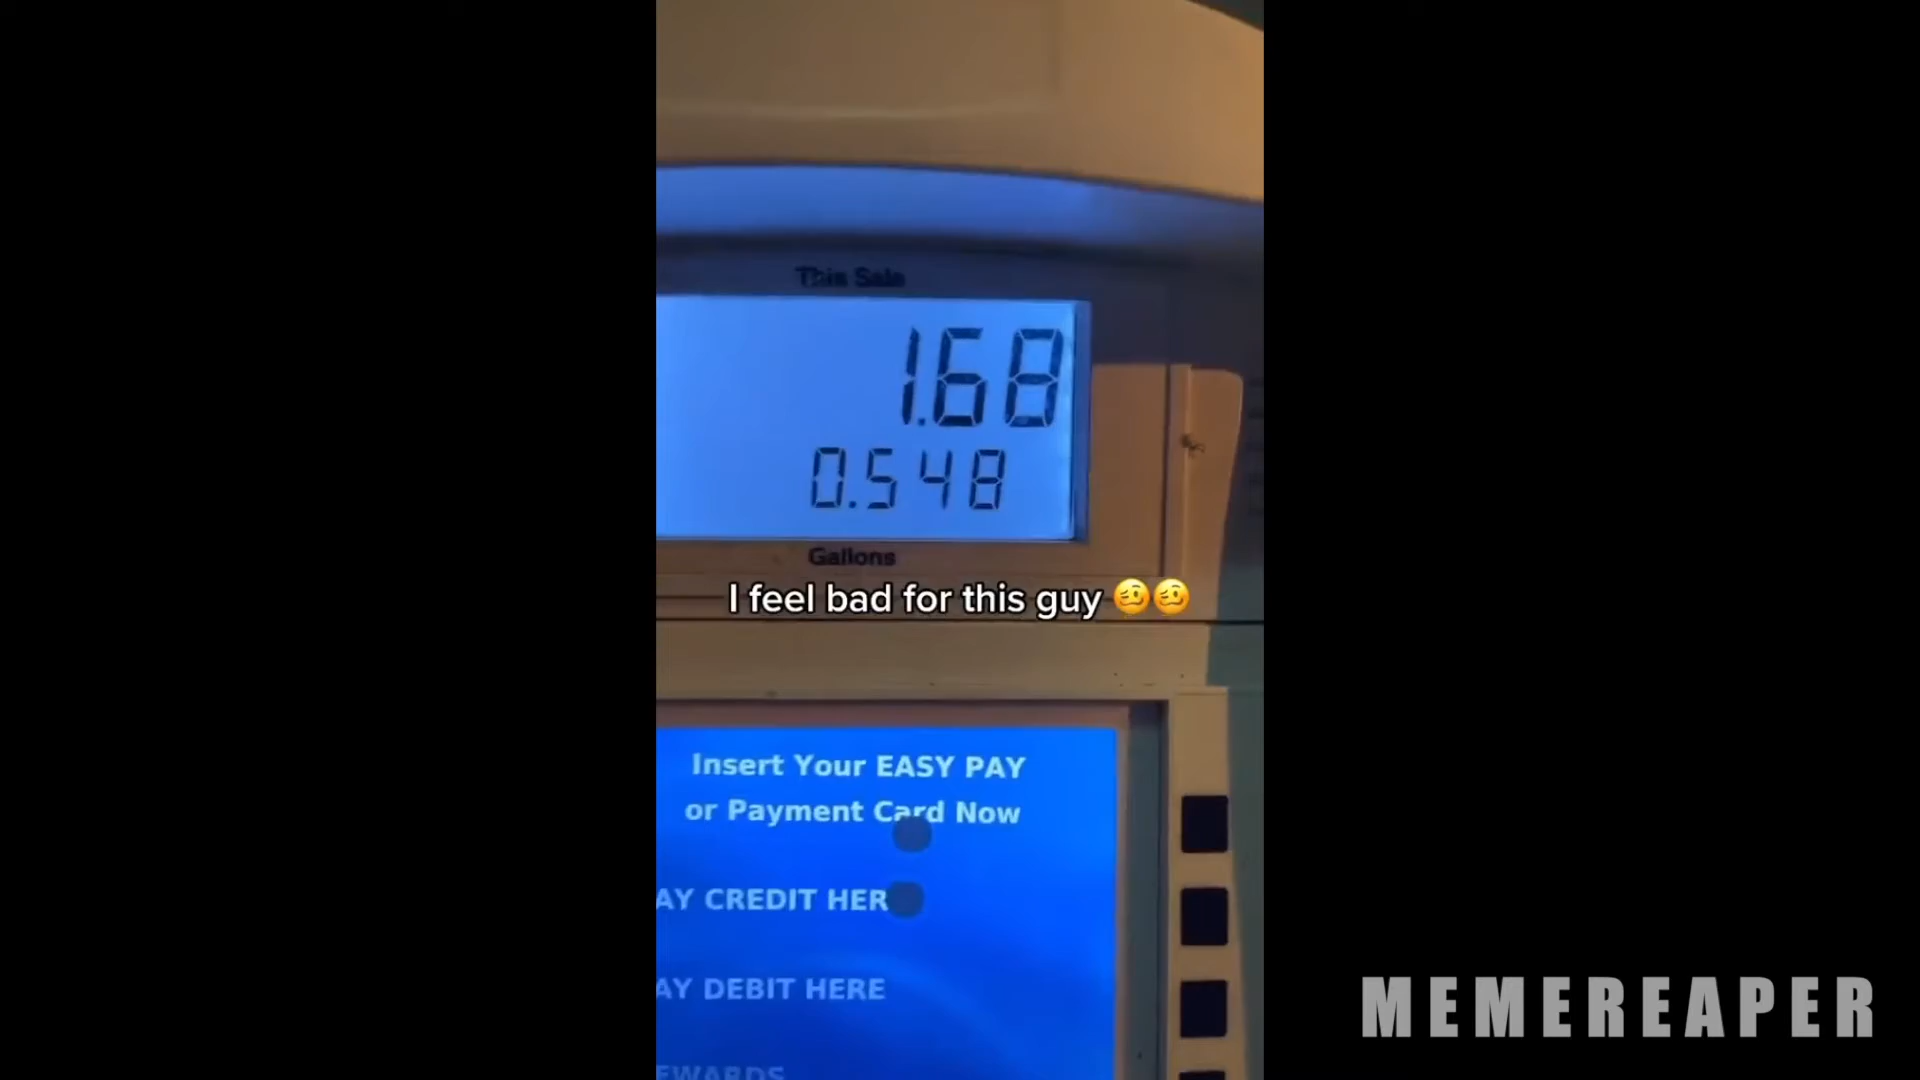 This Sale
1.68
0.548
Gallons
I feel bad for this guy 🥴🥴
Insert Your EASY PAY
or Payment Card Now
AY CREDIT HER
AY DEBIT HERE
EWARDS
MEMEREAPER